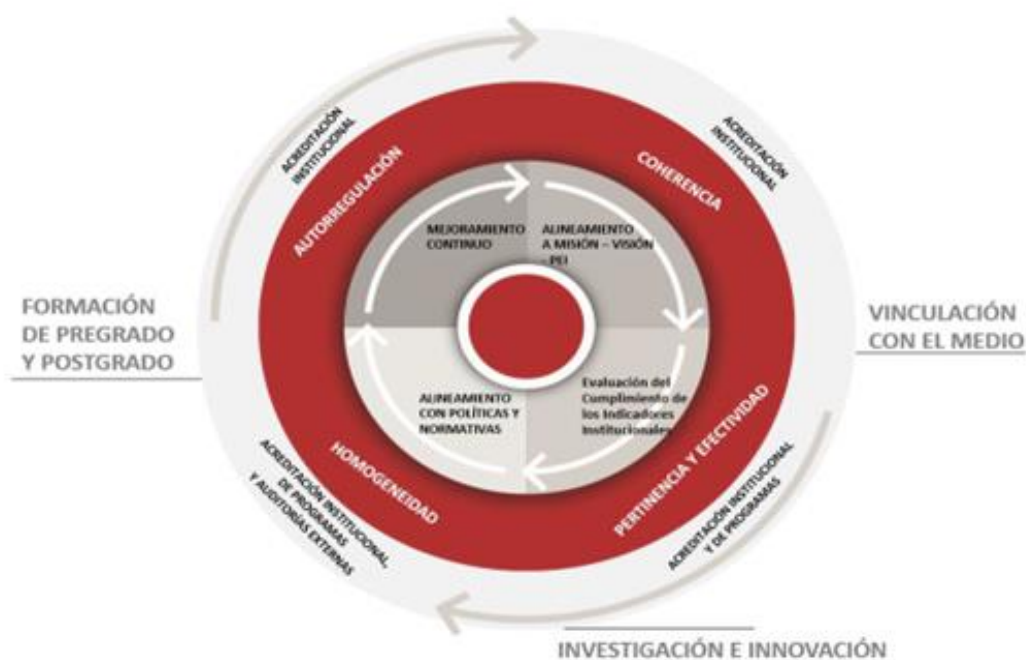 ACREDITACIÓN
INSTITUCIONAL
ACREDITACIÓN
INSTITUCIONAL
AUTORREGULACIÓN
COHERENCIA
MEJORAMIENTO
CONTINUO
ALINEAMIENTO
A MISIÓN – VISIÓN
- PEI
FORMACIÓN
DE PREGRADO
Y POSTGRADO
VINCULACIÓN
CON EL MEDIO
ALINEAMIENTO
CON POLÍTICAS Y
NORMATIVAS
Evaluación del
Cumplimiento de
los Indicadores
Institucionales
HOMOGENEIDAD
PERTINENCIA Y EFECTIVIDAD
ACREDITACIÓN INSTITUCIONAL,
DE PROGRAMAS
Y AUDITORÍAS EXTERNAS
ACREDITACIÓN INSTITUCIONAL
Y DE PROGRAMAS
INVESTIGACIÓN E INNOVACIÓN